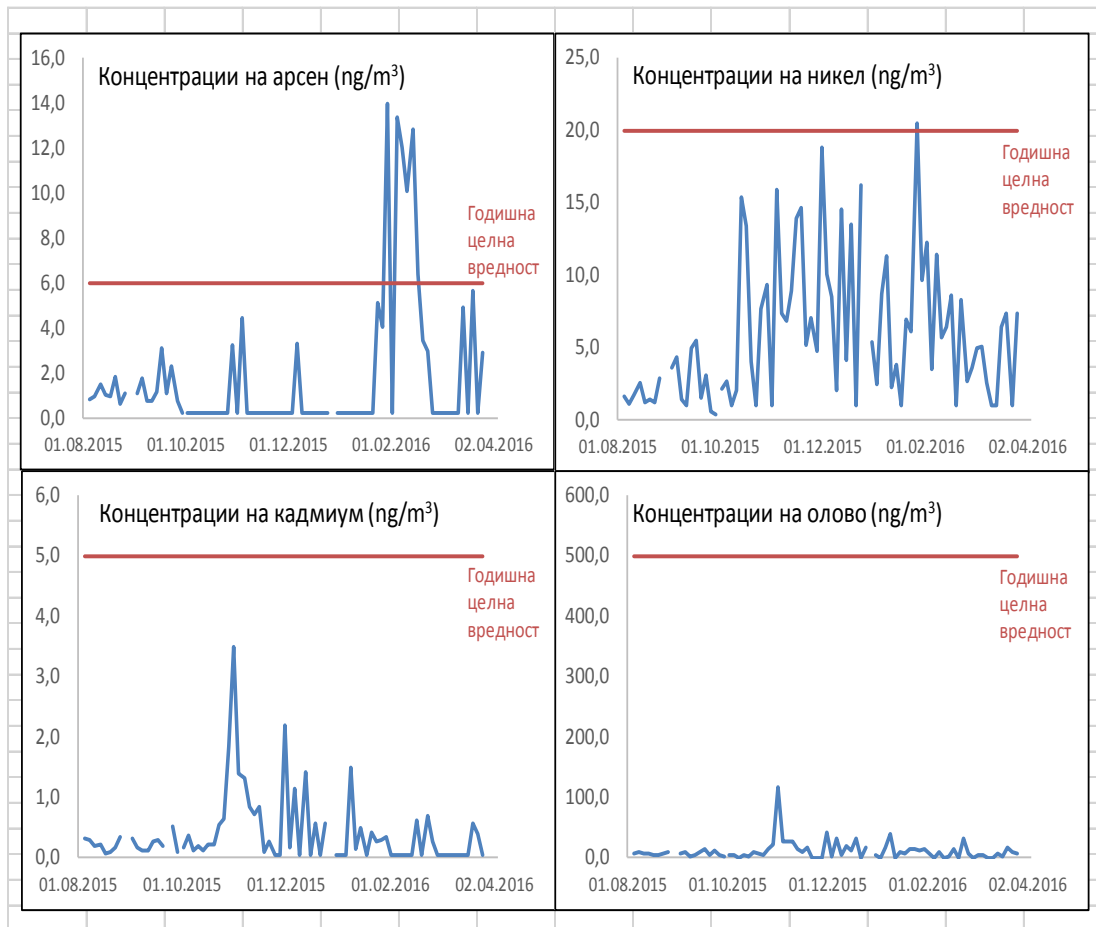 Концентрации на арсен (ng/m³)
16,0
14,0
12,0
10,0
8,0
6,0
4,0
2,0
0,0
Годишна
целна
вредност
01.08.2015 01.10.2015 01.12.2015 01.02.2016 02.04.2016
Концентрации на никел (ng/m³)
25,0
20,0
15,0
10,0
5,0
0,0
Годишна
целна
вредност
01.08.2015 01.10.2015 01.12.2015 01.02.2016 02.04.2016
Концентрации на кадмиум (ng/m³)
6,0
5,0
4,0
3,0
2,0
1,0
0,0
Годишна
целна
вредност
01.08.2015 01.10.2015 01.12.2015 01.02.2016 02.04.2016
Концентрации на олово (ng/m³)
600,0
500,0
400,0
300,0
200,0
100,0
0,0
Годишна
целна
вредност
01.08.2015 01.10.2015 01.12.2015 01.02.2016 02.04.2016